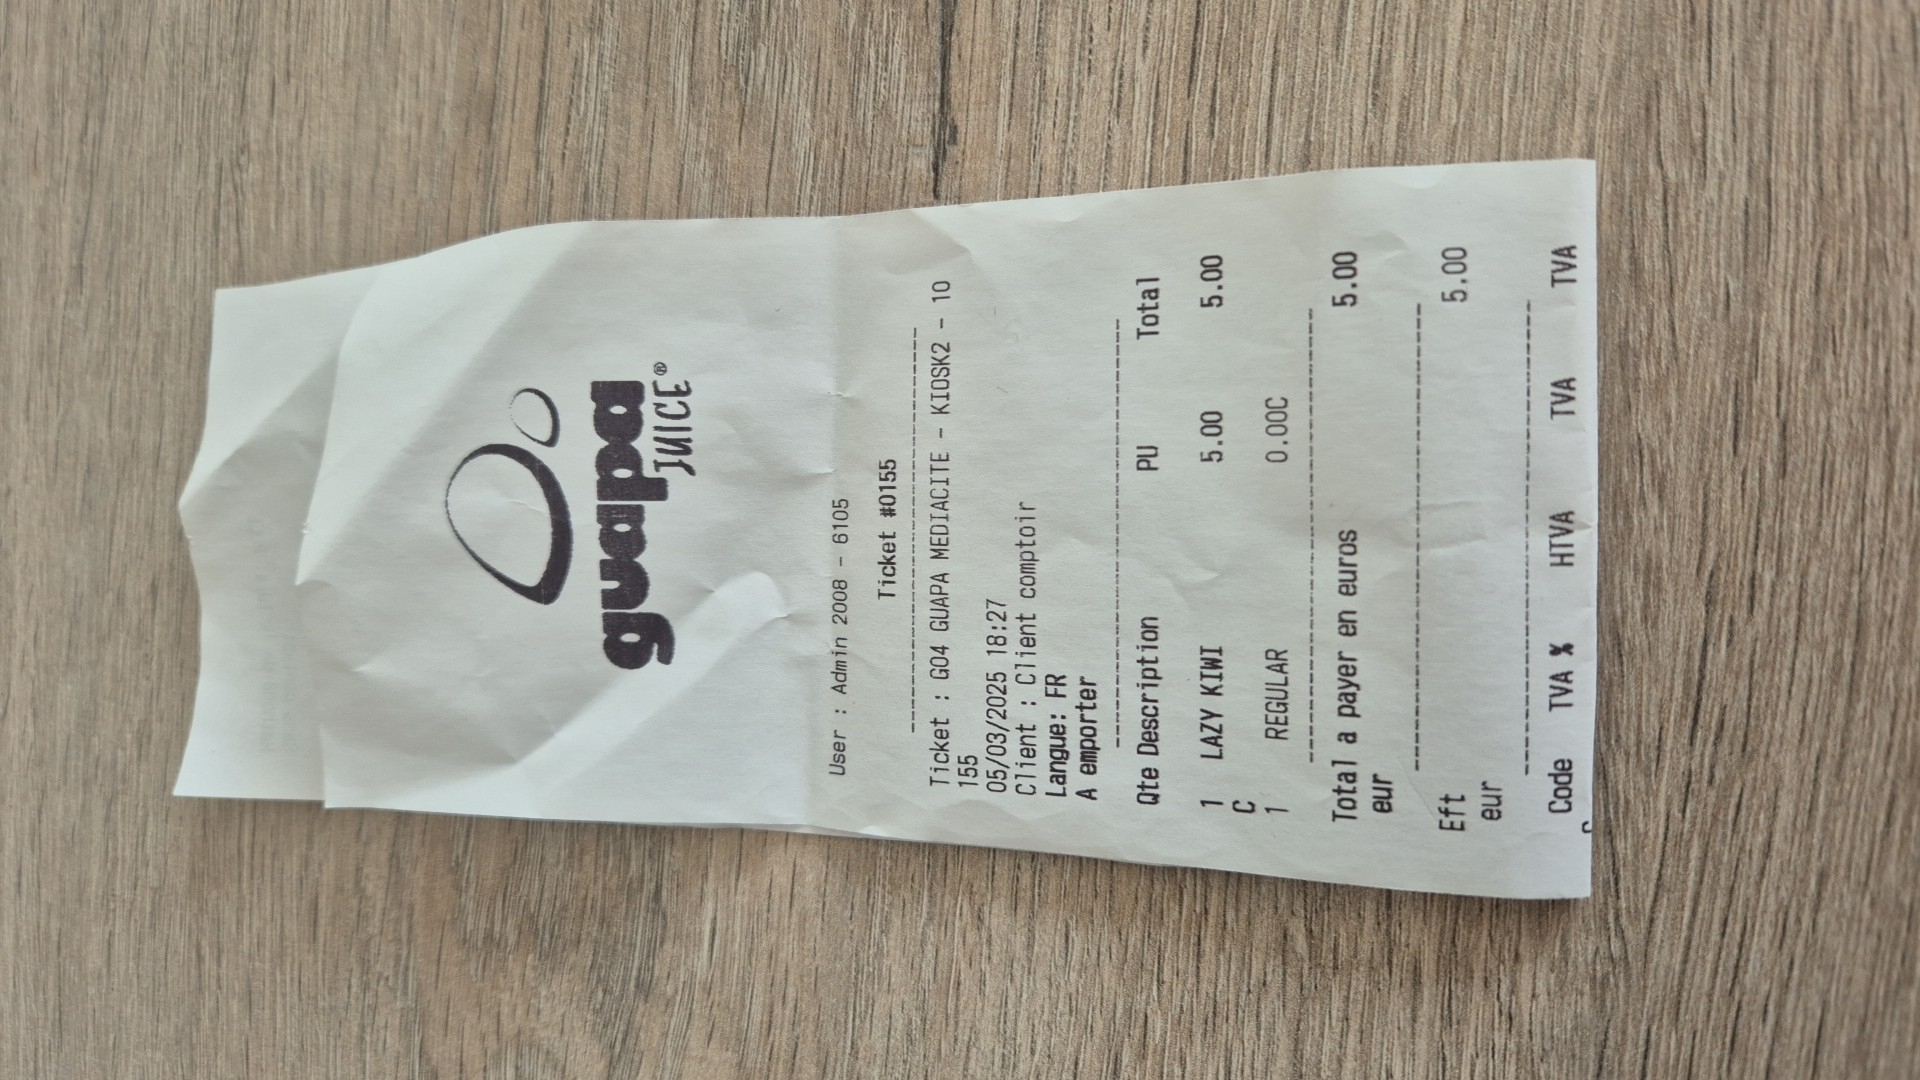 guapa
JUICE®
User : Admin 2008 - 6105
Ticket #0155
Ticket : G04 GUAPA MEDIACITE - KIOSK2 - 10
155
05/03/2025 18:27
Client : Client comptoir
Langue: FR
A emporter
Qte Description PU Total
1 LAZY KIWI 5.00 5.00
C
1 REGULAR 0.00C
Total a payer en euros 5.00
eur
Eft 5.00
eur
Code TVA % HTVA TVA TVA